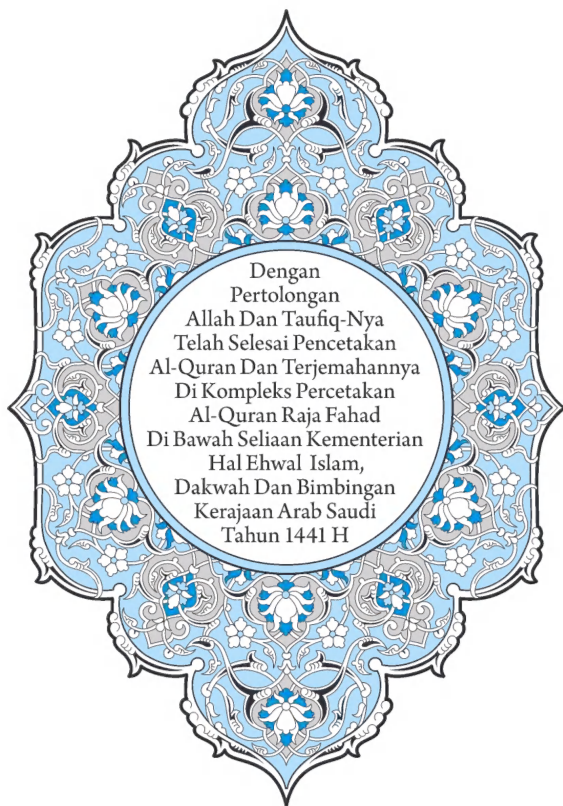 Dengan
Pertolongan
Allah Dan Taufiq-Nya
Telah Selesai Pencetakan
Al-Quran Dan Terjemahannya
Di Kompleks Percetakan
Al-Quran Raja Fahad
Di Bawah Seliaan Kementerian
Hal Ehwal Islam,
Dakwah Dan Bimbingan
Kerajaan Arab Saudi
Tahun 1441 H